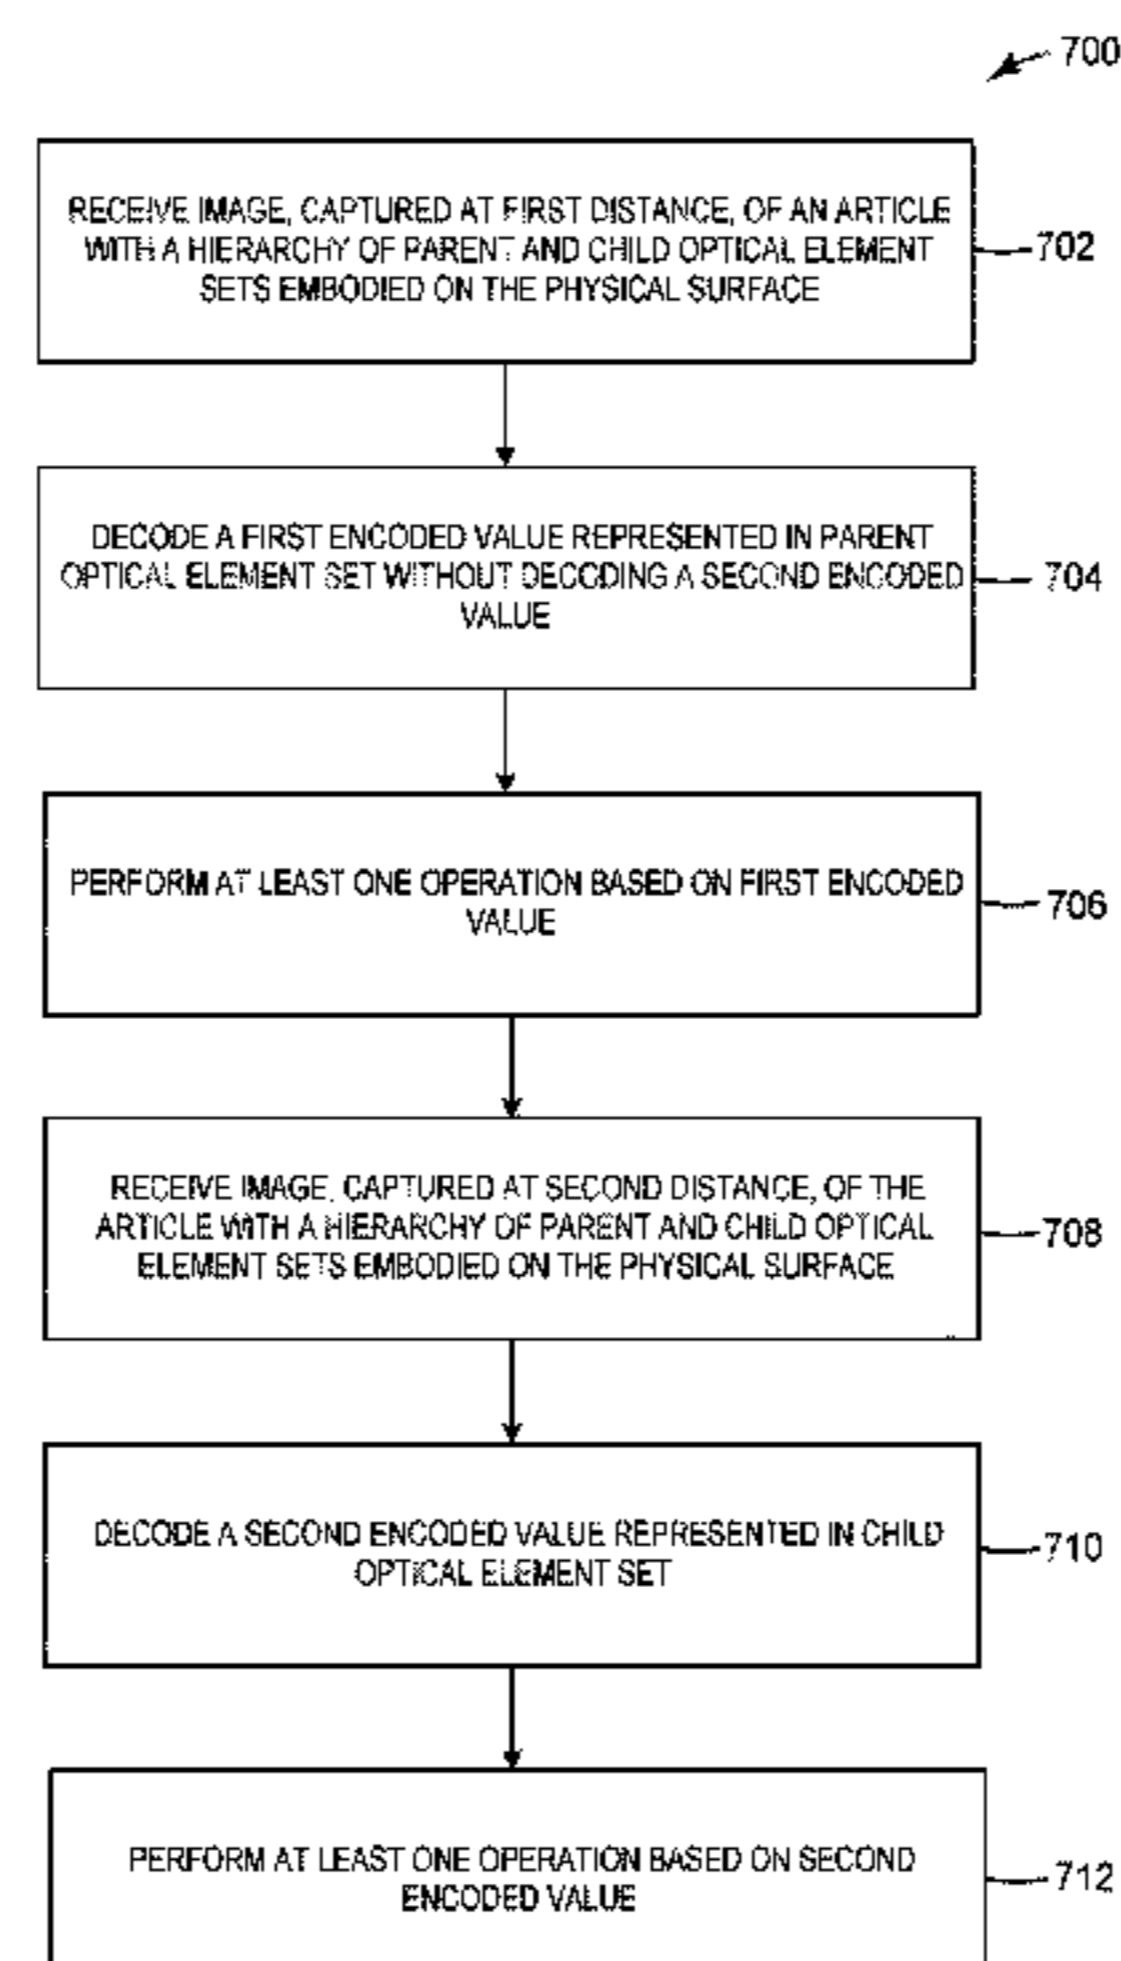 700
RECEIVE IMAGE, CAPTURED AT FIRST DISTANCE, OF AN ARTICLE
WITH A HIERARCHY OF PARENT AND CHILD OPTICAL ELEMENT
SETS EMBODIED ON THE PHYSICAL SURFACE
702
DECODE A FIRST ENCODED VALUE REPRESENTED IN PARENT
OPTICAL ELEMENT SET WITHOUT DECODING A SECOND ENCODED
VALUE
704
PERFORM AT LEAST ONE OPERATION BASED ON FIRST ENCODED
VALUE
706
RECEIVE IMAGE, CAPTURED AT SECOND DISTANCE, OF THE
ARTICLE WITH A HIERARCHY OF PARENT AND CHILD OPTICAL
ELEMENT SETS EMBODIED ON THE PHYSICAL SURFACE
708
DECODE A SECOND ENCODED VALUE REPRESENTED IN CHILD
OPTICAL ELEMENT SET
710
PERFORM AT LEAST ONE OPERATION BASED ON SECOND
ENCODED VALUE
712